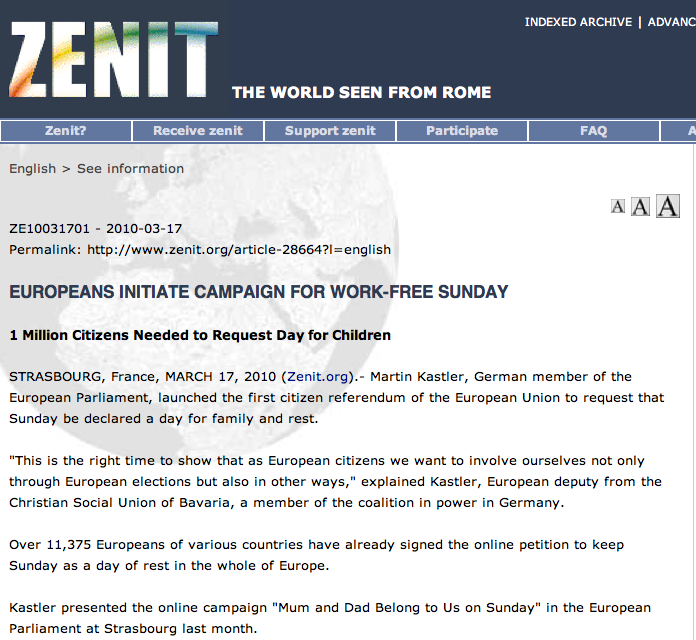 INDEXED ARCHIVE | ADVANC
ZENIT
THE WORLD SEEN FROM ROME
Zenit? Receive zenit Support zenit Participate FAQ A
English > See information
A A A
ZE10031701 - 2010-03-17
Permalink: http://www.zenit.org/article-28664?l=english
EUROPEANS INITIATE CAMPAIGN FOR WORK-FREE SUNDAY
1 Million Citizens Needed to Request Day for Children
STRASBOURG, France, MARCH 17, 2010 (Zenit.org).- Martin Kastler, German member of the
European Parliament, launched the first citizen referendum of the European Union to request that
Sunday be declared a day for family and rest.
"This is the right time to show that as European citizens we want to involve ourselves not only
through European elections but also in other ways," explained Kastler, European deputy from the
Christian Social Union of Bavaria, a member of the coalition in power in Germany.
Over 11,375 Europeans of various countries have already signed the online petition to keep
Sunday as a day of rest in the whole of Europe.
Kastler presented the online campaign "Mum and Dad Belong to Us on Sunday" in the European
Parliament at Strasbourg last month.